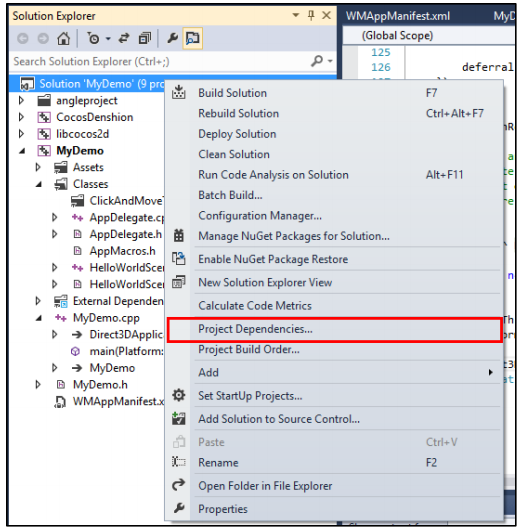 Solution Explorer
WMAppManifest.xml MyD
(Global Scope)
Search Solution Explorer (Ctrl+;)
125
126 deferral
Solution 'MyDemo' (9 pro
angleproject
CocosDenshion
libcocos2d
MyDemo
Assets
Classes
ClickAndMove
AppDelegate.cp
AppDelegate.h
AppMacros.h
HelloWorldScen
HelloWorldScen
External Dependen
MyDemo.cpp
Direct3DApplic
main(Platform:
MyDemo
MyDemo.h
WMAppManifest.x
Build Solution F7
Rebuild Solution Ctrl+Alt+F7
Deploy Solution
Clean Solution
Run Code Analysis on Solution Alt+F11
Batch Build...
Configuration Manager...
Manage NuGet Packages for Solution...
Enable NuGet Package Restore
New Solution Explorer View
Calculate Code Metrics
Project Dependencies...
Project Build Order...
Add
Set StartUp Projects...
Add Solution to Source Control...
Paste Ctrl+V
Rename F2
Open Folder in File Explorer
Properties